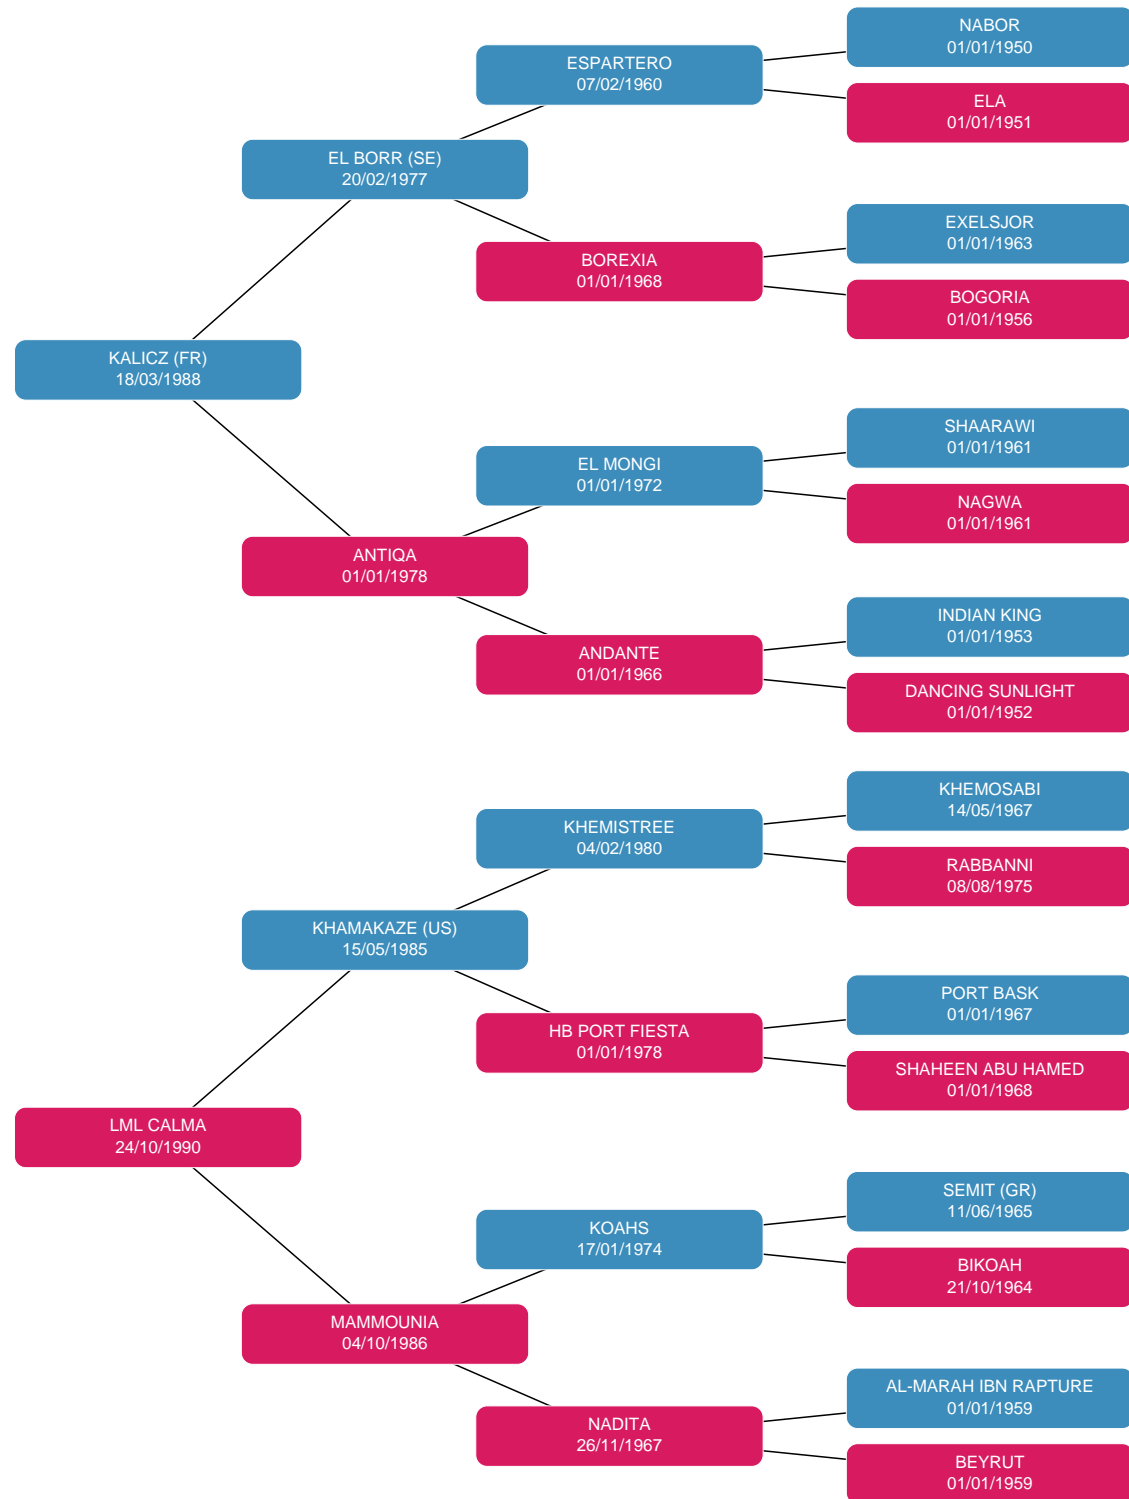 NABOR
01/01/1950
ESPARTERO
07/02/1960
ELA
01/01/1951
EL BORR (SE)
20/02/1977
EXELSJOR
01/01/1963
BOREXIA
01/01/1968
BOGORIA
01/01/1956
KALICZ (FR)
18/03/1988
SHAARAWI
01/01/1961
EL MONGI
01/01/1972
NAGWA
01/01/1961
ANTIQA
01/01/1978
INDIAN KING
01/01/1953
ANDANTE
01/01/1966
DANCING SUNLIGHT
01/01/1952
KHEMOSABI
14/05/1967
KHEMISTREE
04/02/1980
RABBANNI
08/08/1975
KHAMAKAZE (US)
15/05/1985
PORT BASK
01/01/1967
HB PORT FIESTA
01/01/1978
SHAHEEN ABU HAMED
01/01/1968
LML CALMA
24/10/1990
SEMIT (GR)
11/06/1965
KOAHS
17/01/1974
BIKOAH
21/10/1964
MAMMOUNIA
04/10/1986
AL-MARAH IBN RAPTURE
01/01/1959
NADITA
26/11/1967
BEYRUT
01/01/1959